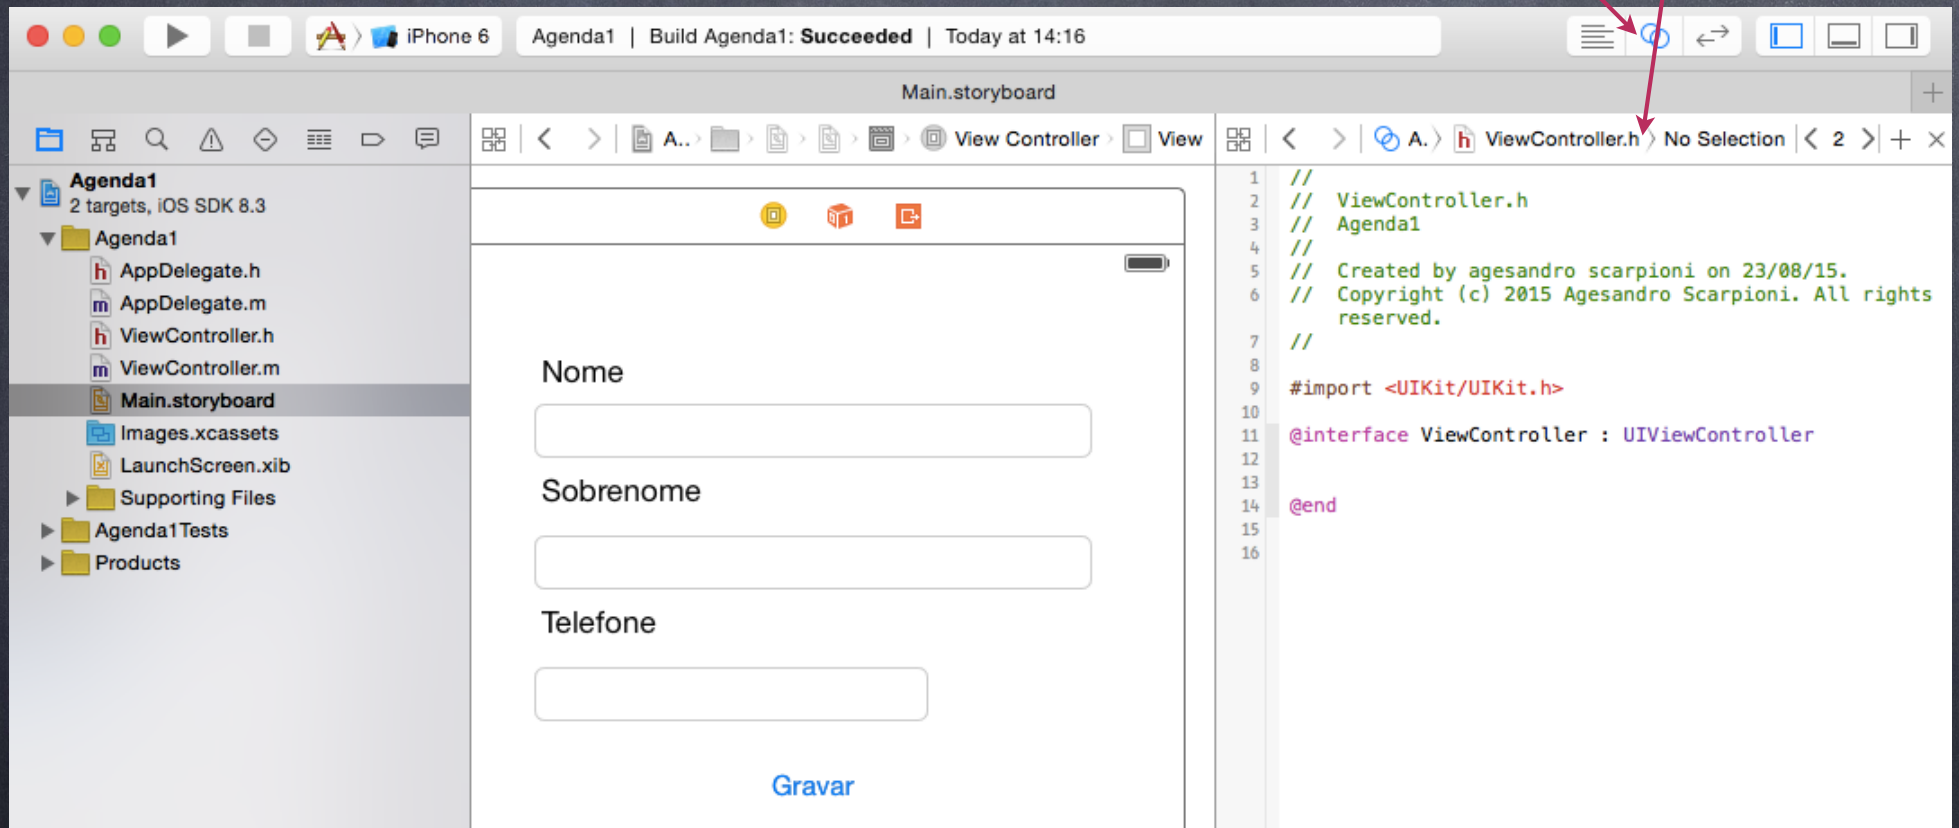 iPhone 6
Agenda1 | Build Agenda1: Succeeded | Today at 14:16
Main.storyboard
A.. View Controller View
A. ViewController.h No Selection 2
Agenda1
2 targets, iOS SDK 8.3
Agenda1
AppDelegate.h
AppDelegate.m
ViewController.h
ViewController.m
Main.storyboard
Images.xcassets
LaunchScreen.xib
Supporting Files
Agenda1Tests
Products
Nome
Sobrenome
Telefone
Gravar
1 //
2 // ViewController.h
3 // Agenda1
4 //
5 // Created by agesandro scarpioni on 23/08/15.
6 // Copyright (c) 2015 Agesandro Scarpioni. All rights
reserved.
7 //
8
9 #import <UIKit/UIKit.h>
10
11 @interface ViewController : UIViewController
12
13
14 @end
15
16